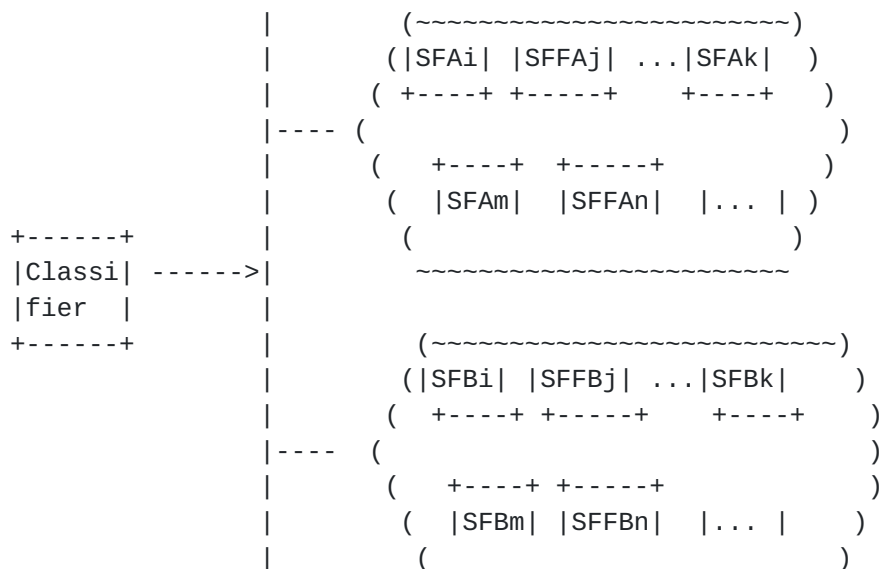 |        (~~~~~~~~~~~~~~~~~~~~~~~~)
                |       (|SFAi| |SFFAj| ...|SFAk|  )
                |      ( +----+ +-----+    +----+   )
                |---- (                              )
                |      (   +----+  +-----+          )
                |       (  |SFAm|  |SFFAn|  |... | )
+------+        |        (                        )
|Classi| ------>|         ~~~~~~~~~~~~~~~~~~~~~~~~
|fier  |        |
+------+        |         (~~~~~~~~~~~~~~~~~~~~~~~~~~)
                |        (|SFBi| |SFFBj| ...|SFBk|    )
                |       (  +----+ +-----+    +----+    )
                |----  (                               )
                |       (   +----+ +-----+             )
                |        (  |SFBm| |SFFBn|  |... |    )
                |         (                          )